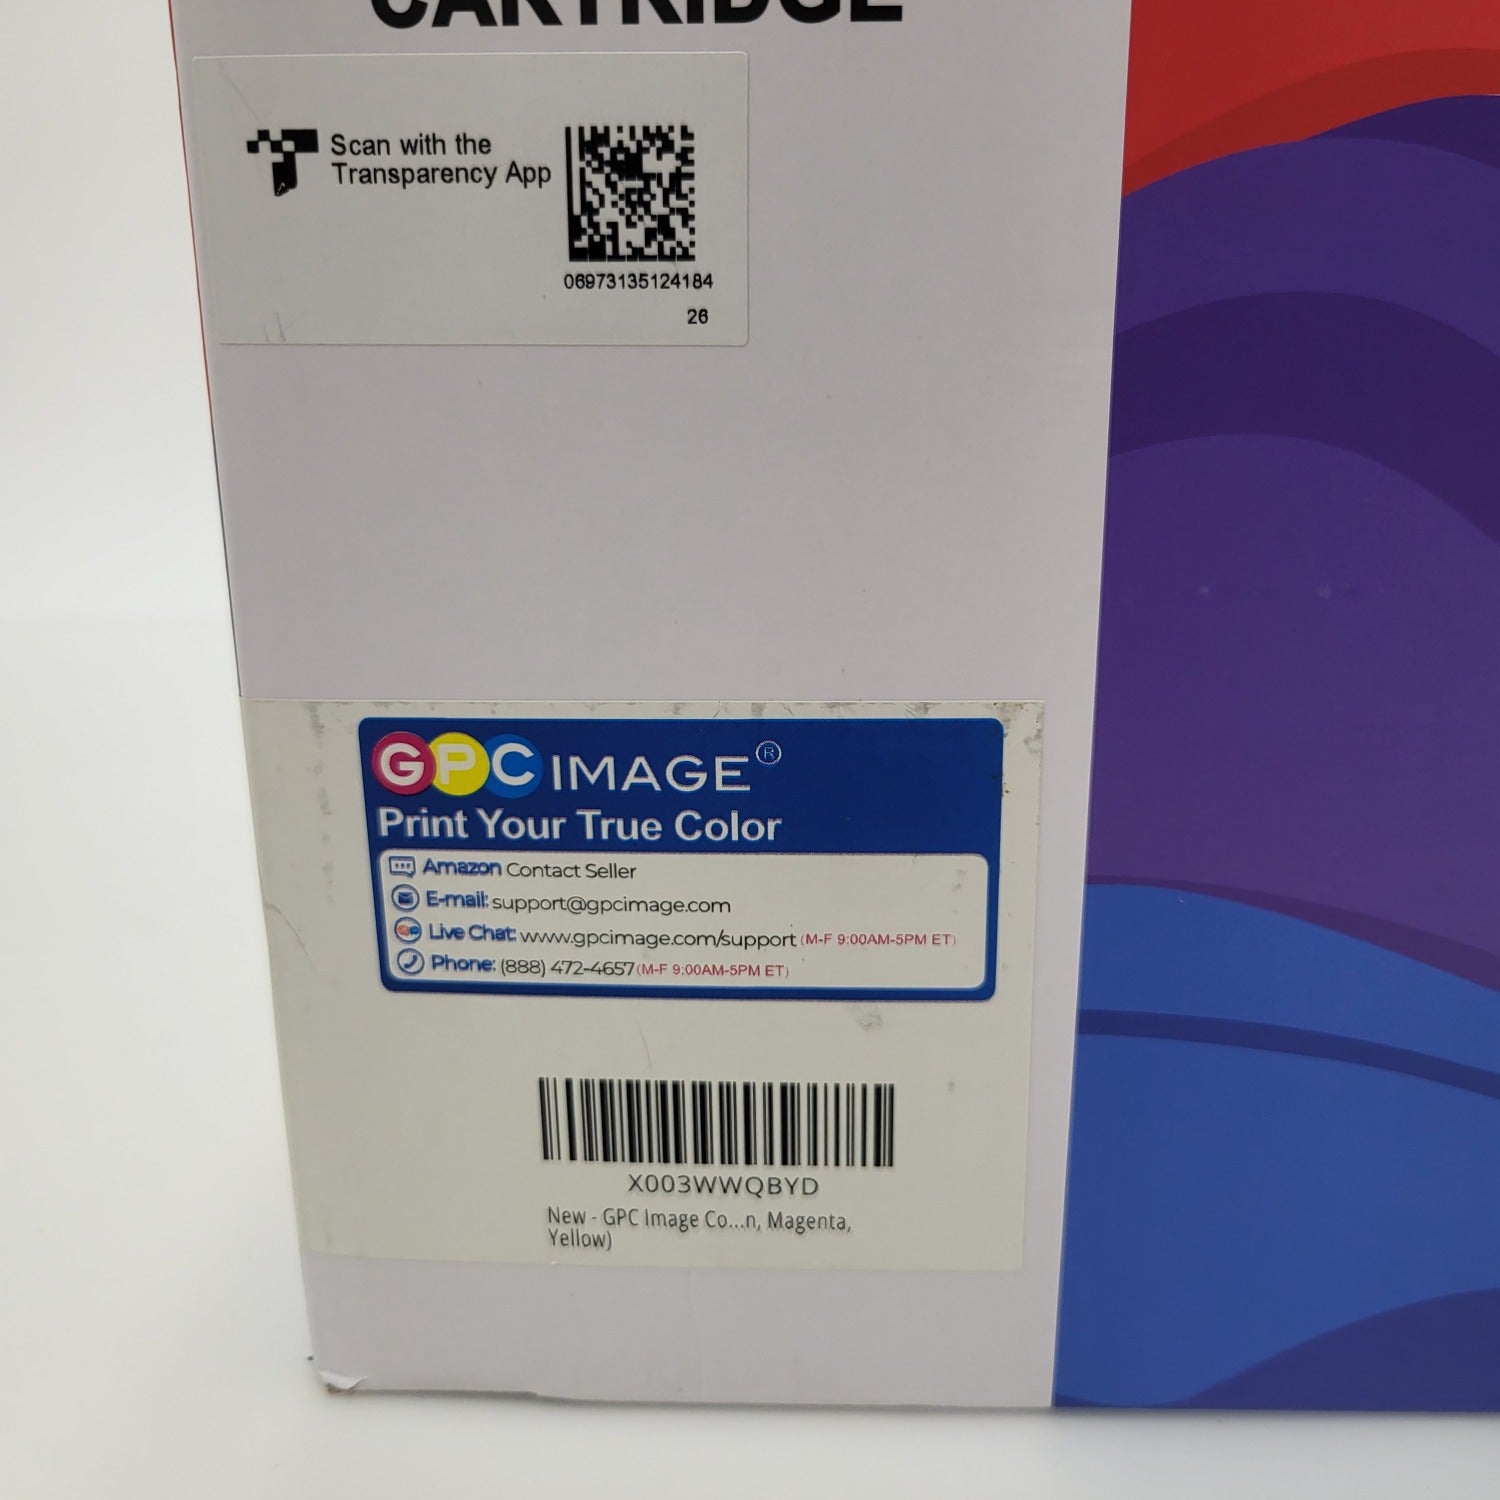 CARTRIDGE
Scan with the
Transparency App
06973135124184
26
GPC IMAGE®
Print Your True Color
Amazon Contact Seller
E-mail: support@gpcimage.com
Live Chat: www.gpcimage.com/support (M-F 9:00AM-5PM ET)
Phone: (888) 472-4657 (M-F 9:00AM-5PM ET)
X003WWQBYD
New - GPC Image Co...n, Magenta,
Yellow)